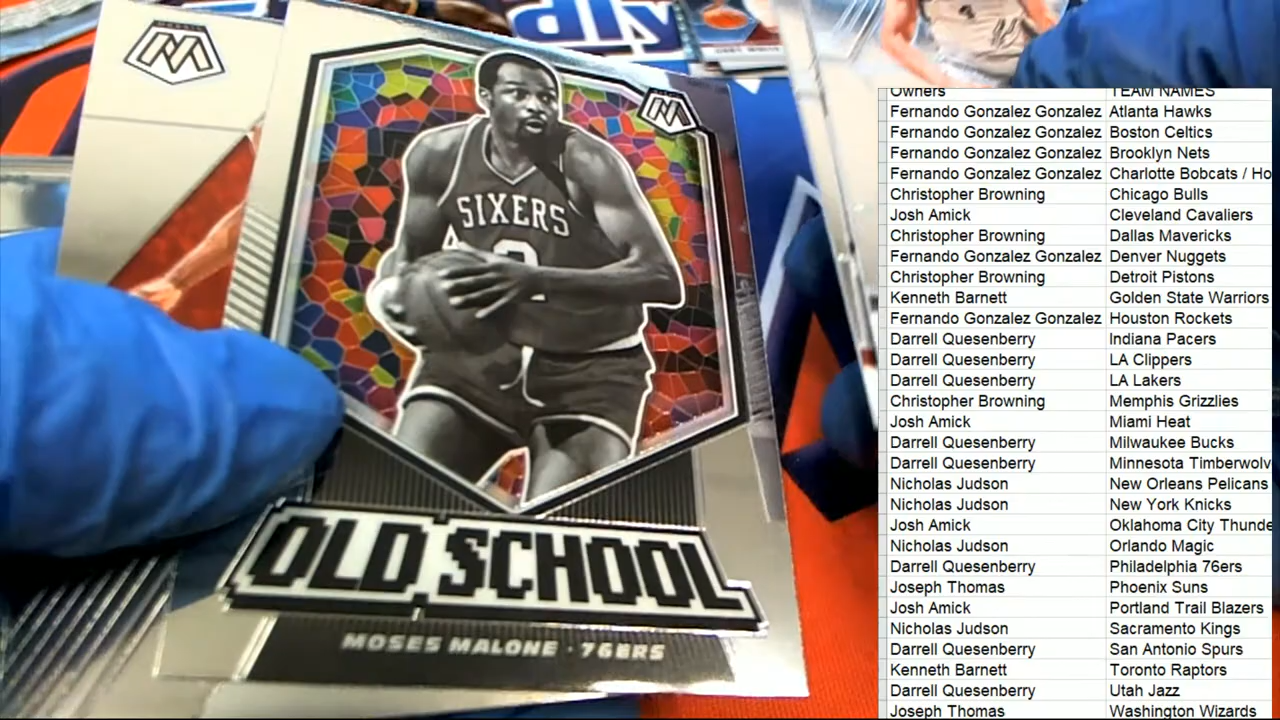 MOSAIC
dly
MOSAIC
SIXERS
OLD SCHOOL
MOSES MALONE · 76ERS
Owners TEAM NAMES
Fernando Gonzalez Gonzalez Atlanta Hawks
Fernando Gonzalez Gonzalez Boston Celtics
Fernando Gonzalez Gonzalez Brooklyn Nets
Fernando Gonzalez Gonzalez Charlotte Bobcats / Ho
Christopher Browning Chicago Bulls
Josh Amick Cleveland Cavaliers
Christopher Browning Dallas Mavericks
Fernando Gonzalez Gonzalez Denver Nuggets
Christopher Browning Detroit Pistons
Kenneth Barnett Golden State Warriors
Fernando Gonzalez Gonzalez Houston Rockets
Darrell Quesenberry Indiana Pacers
Darrell Quesenberry LA Clippers
Darrell Quesenberry LA Lakers
Christopher Browning Memphis Grizzlies
Josh Amick Miami Heat
Darrell Quesenberry Milwaukee Bucks
Darrell Quesenberry Minnesota Timberwolv
Nicholas Judson New Orleans Pelicans
Nicholas Judson New York Knicks
Josh Amick Oklahoma City Thunde
Nicholas Judson Orlando Magic
Darrell Quesenberry Philadelphia 76ers
Joseph Thomas Phoenix Suns
Josh Amick Portland Trail Blazers
Nicholas Judson Sacramento Kings
Darrell Quesenberry San Antonio Spurs
Kenneth Barnett Toronto Raptors
Darrell Quesenberry Utah Jazz
Joseph Thomas Washington Wizards